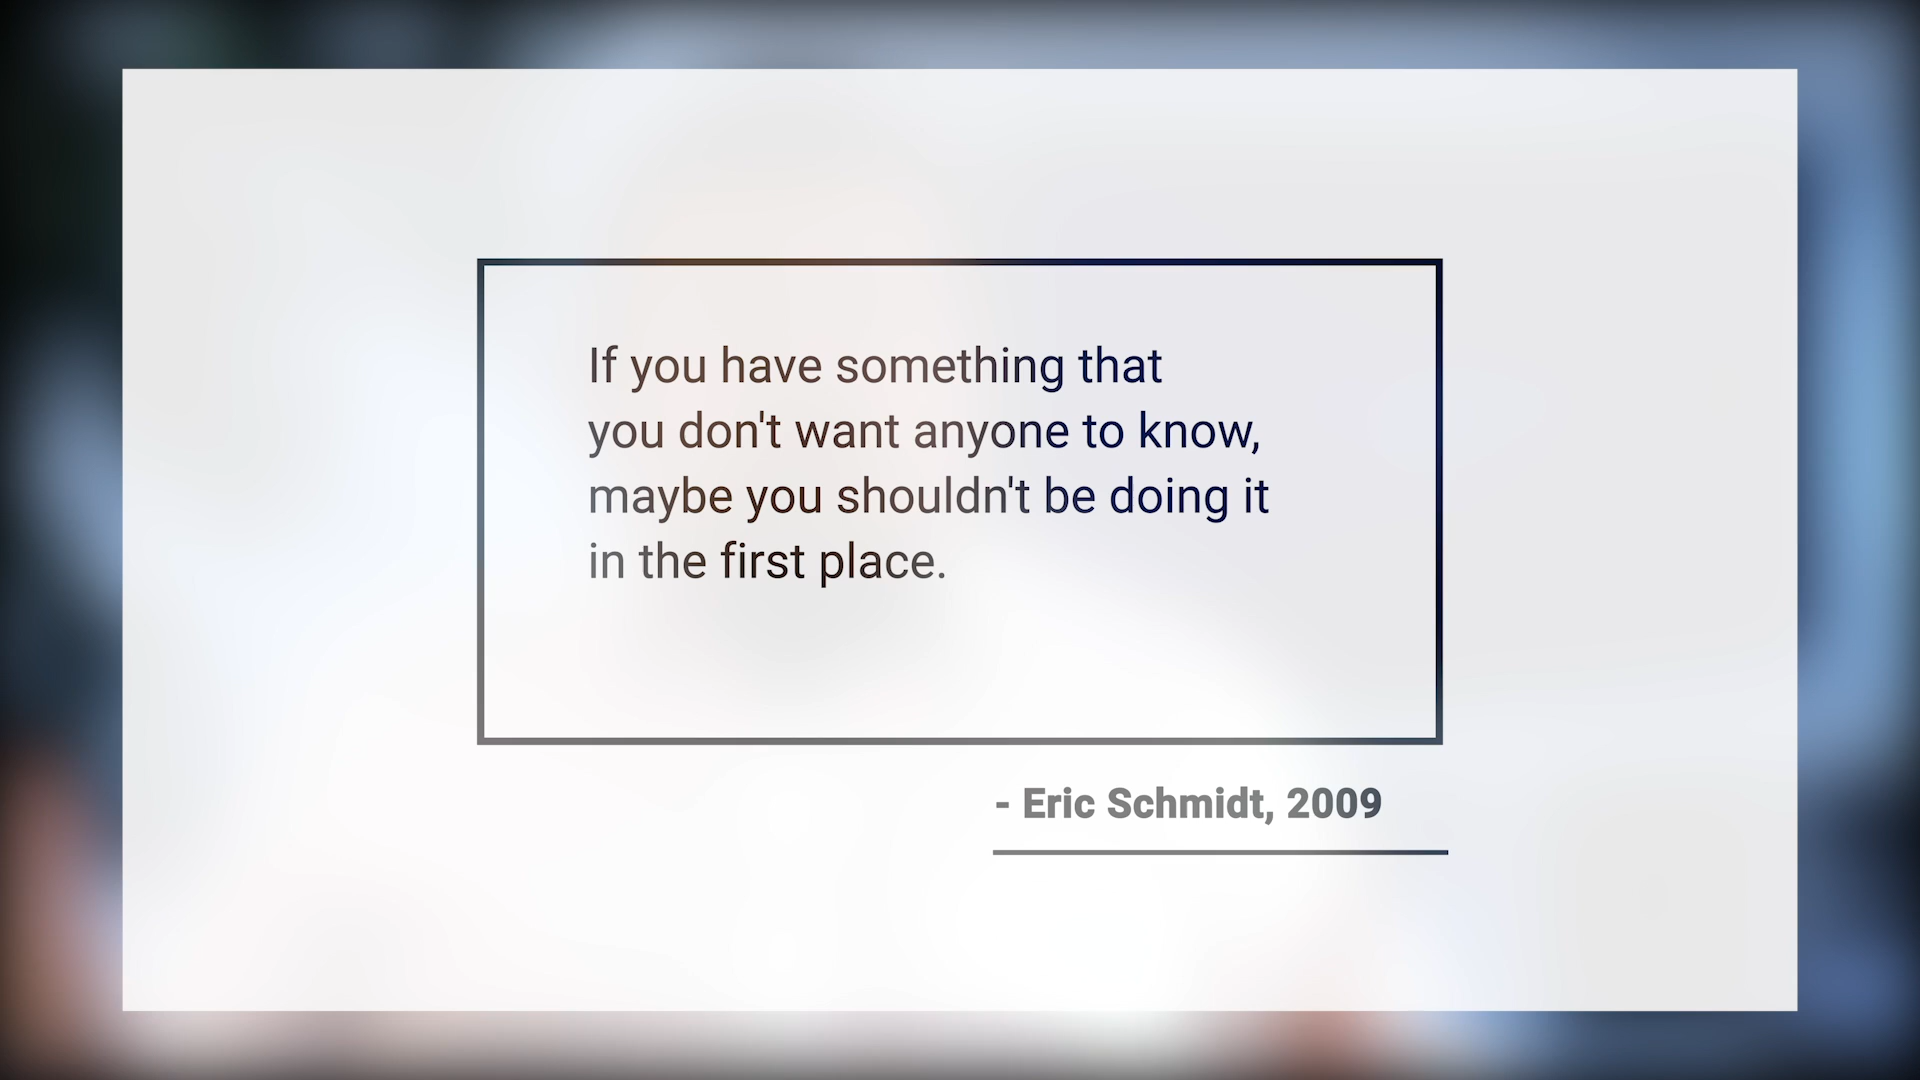 If you have something that
you don't want anyone to know,
maybe you shouldn't be doing it
in the first place.
- Eric Schmidt, 2009